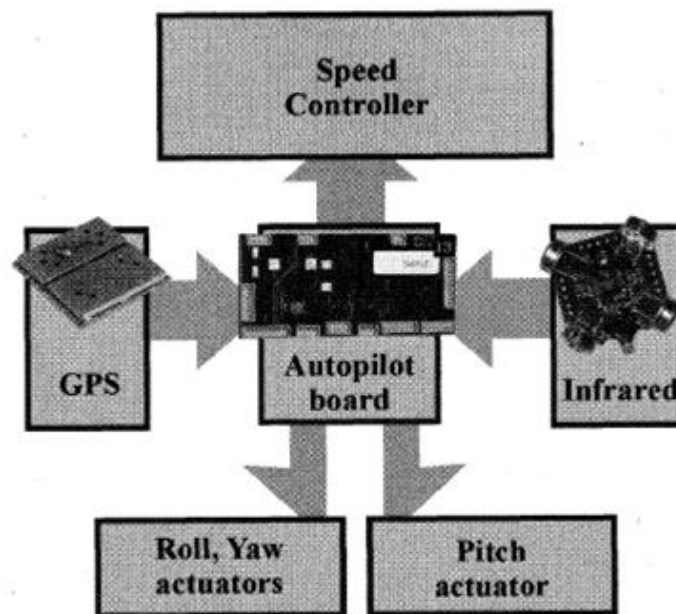 Speed
Controller
GPS
Autopilot
board
Infrared
Roll, Yaw
actuators
Pitch
actuator